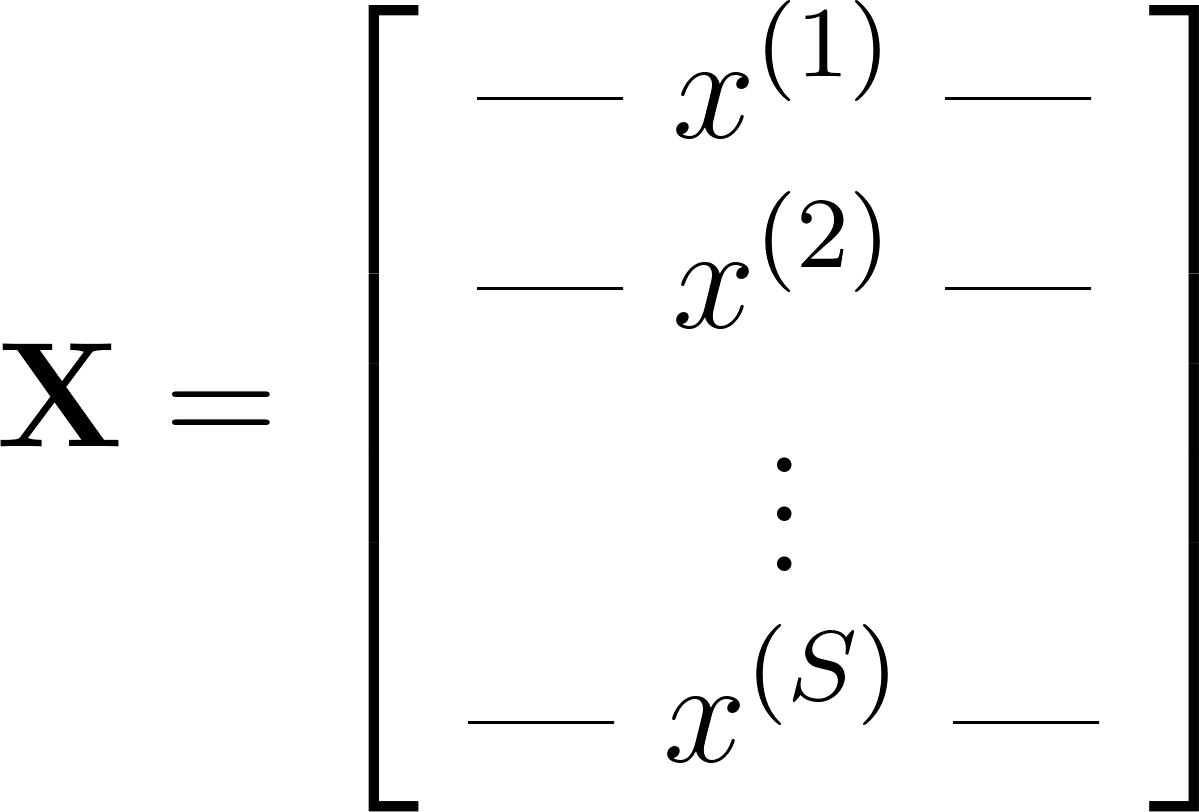 — x^{(1)} —
— x^{(2)} —
𝐗 =
⋮
— x^{(S)} —